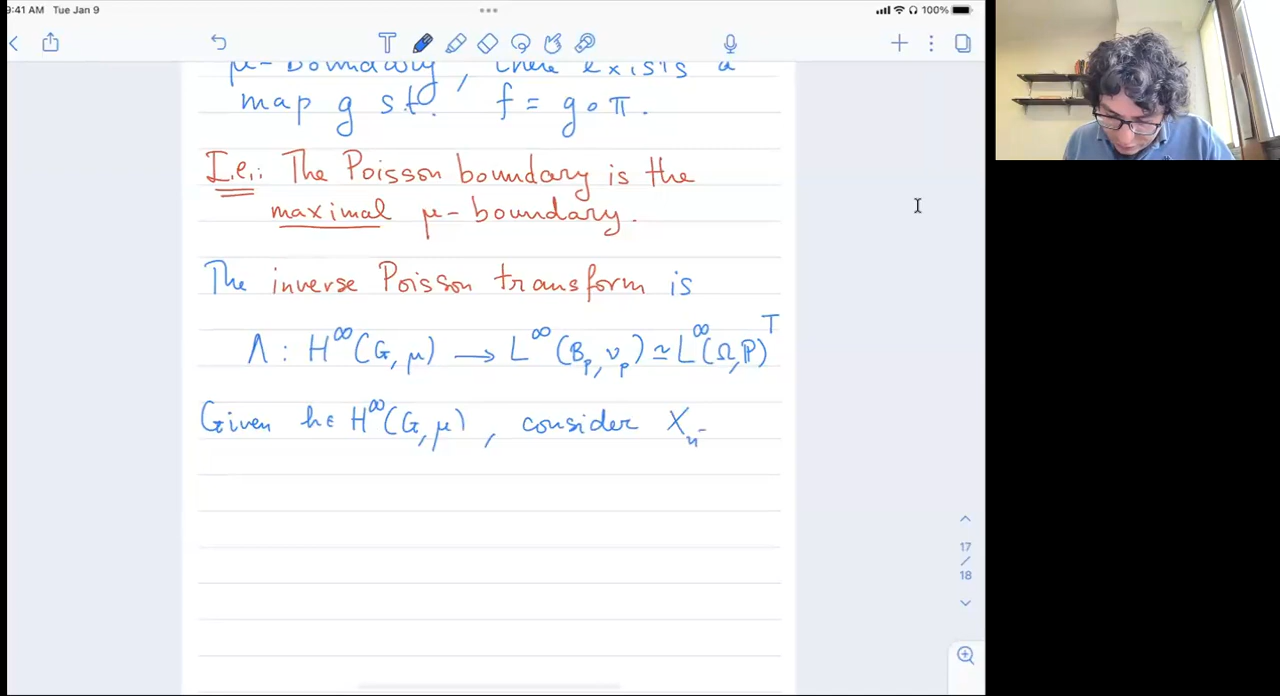 9:41 AM Tue Jan 9
100%
μ-boundary, there exists a
map g s.t. f = g∘π.
I.e.: The Poisson boundary is the
maximal μ-boundary.
The inverse Poisson transform is
Λ: H^∞(G, μ) → L^∞(B_p, ν_p) ≃ L^∞(Ω, ℙ)^T
Given h∈ H^∞(G, μ), consider X_n
17
/
18